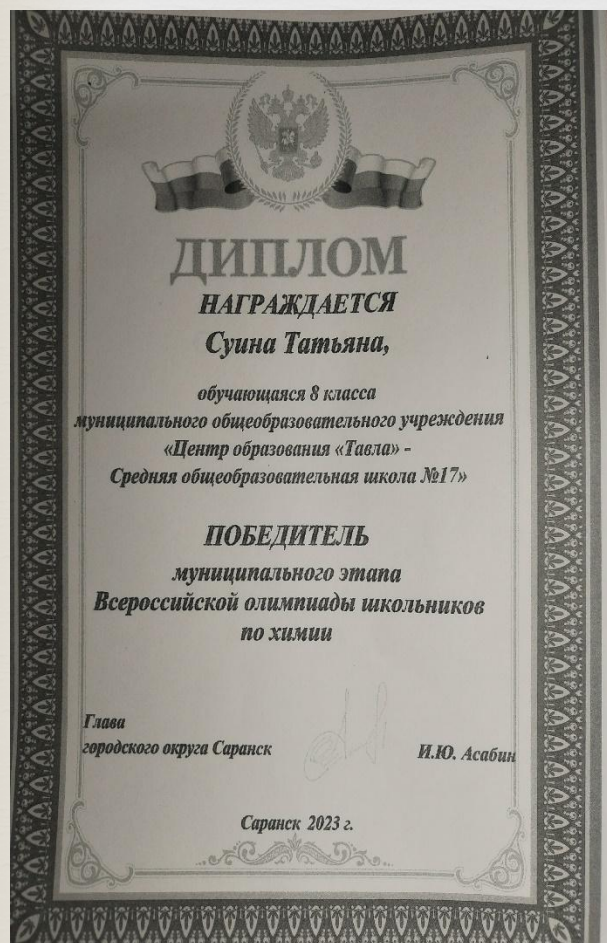 ДИПЛОМ
НАГРАЖДАЕТСЯ
Суина Татьяна,
обучающаяся 8 класса
муниципального общеобразовательного учреждения
«Центр образования «Тавла» -
Средняя общеобразовательная школа №17»
ПОБЕДИТЕЛЬ
муниципального этапа
Всероссийской олимпиады школьников
по химии
Глава
городского округа Саранск И.Ю. Асабин
Саранск 2023 г.